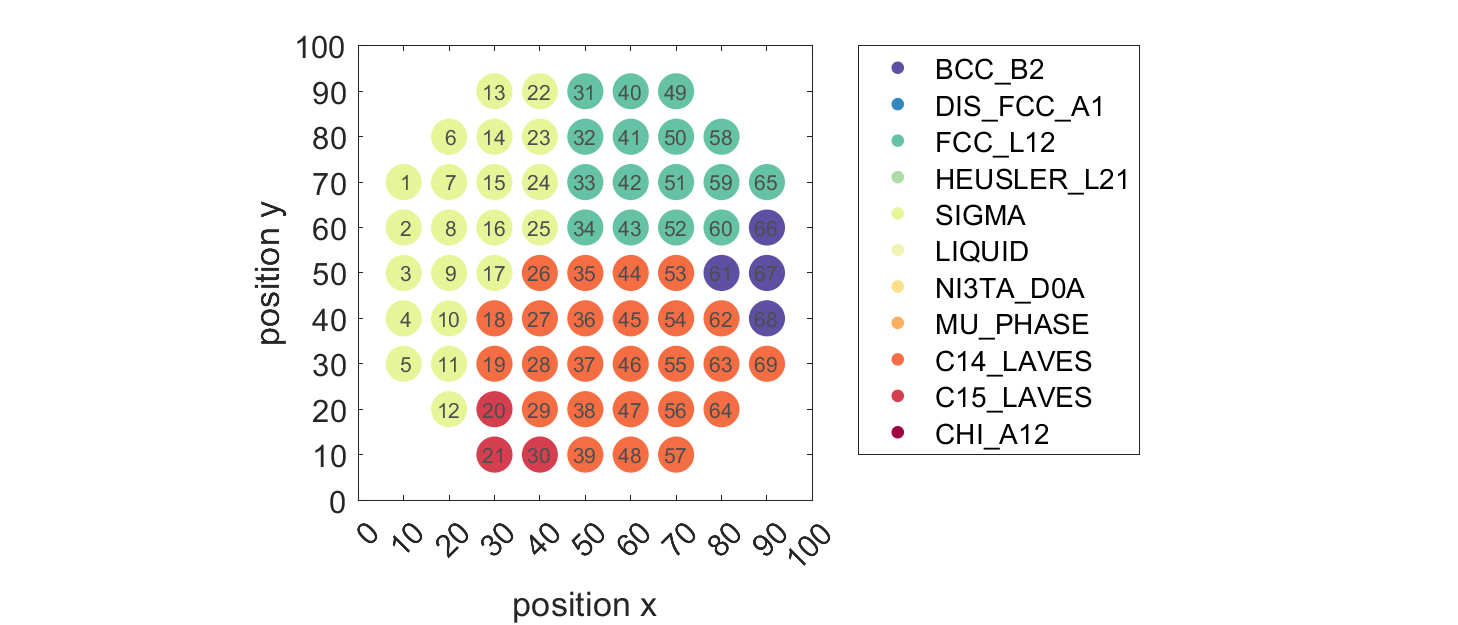 100
90
80
70
60
50
40
30
20
10
0
position y
13 22 31 40 49
6 14 23 32 41 50 58
1 7 15 24 33 42 51 59 65
2 8 16 25 34 43 52 60 66
3 9 17 26 35 44 53 61 67
4 10 18 27 36 45 54 62 68
5 11 19 28 37 46 55 63 69
12 20 29 38 47 56 64
21 30 39 48 57
0 10 20 30 40 50 60 70 80 90 100
position x
BCC_B2
DIS_FCC_A1
FCC_L12
HEUSLER_L21
SIGMA
LIQUID
NI3TA_D0A
MU_PHASE
C14_LAVES
C15_LAVES
CHI_A12